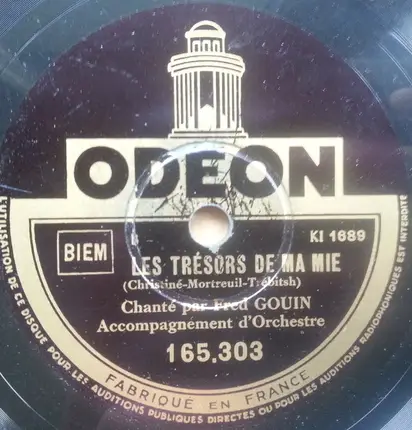 ODEON
KI 1689
BIEM
LES TRÉSORS DE MA MIE
(Christiné-Mortreuil-Trébitsh)
Chanté par Fred GOUIN
Accompagnement d'Orchestre
165.303
FABRIQUÉ EN FRANCE
L'UTILISATION DE CE DISQUE POUR LES AUDITIONS PUBLIQUES DIRECTES OU POUR LES AUDITIONS RADIOPHONIQUES EST INTERDITE